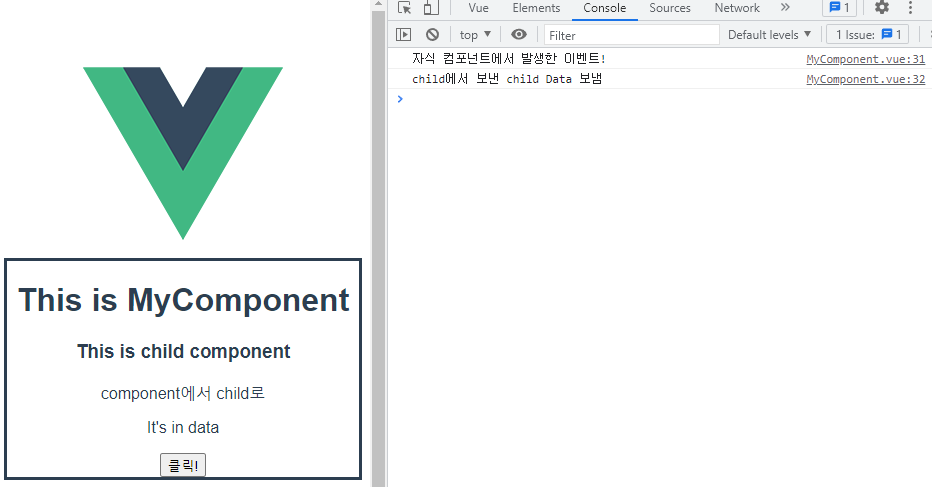 Vue Elements Console Sources Network 1
top Filter Default levels 1 Issue: 1
자식 컴포넌트에서 발생한 이벤트! MyComponent.vue:31
child에서 보낸 child Data 보냄 MyComponent.vue:32
This is MyComponent
This is child component
component에서 child로
It's in data
클릭!